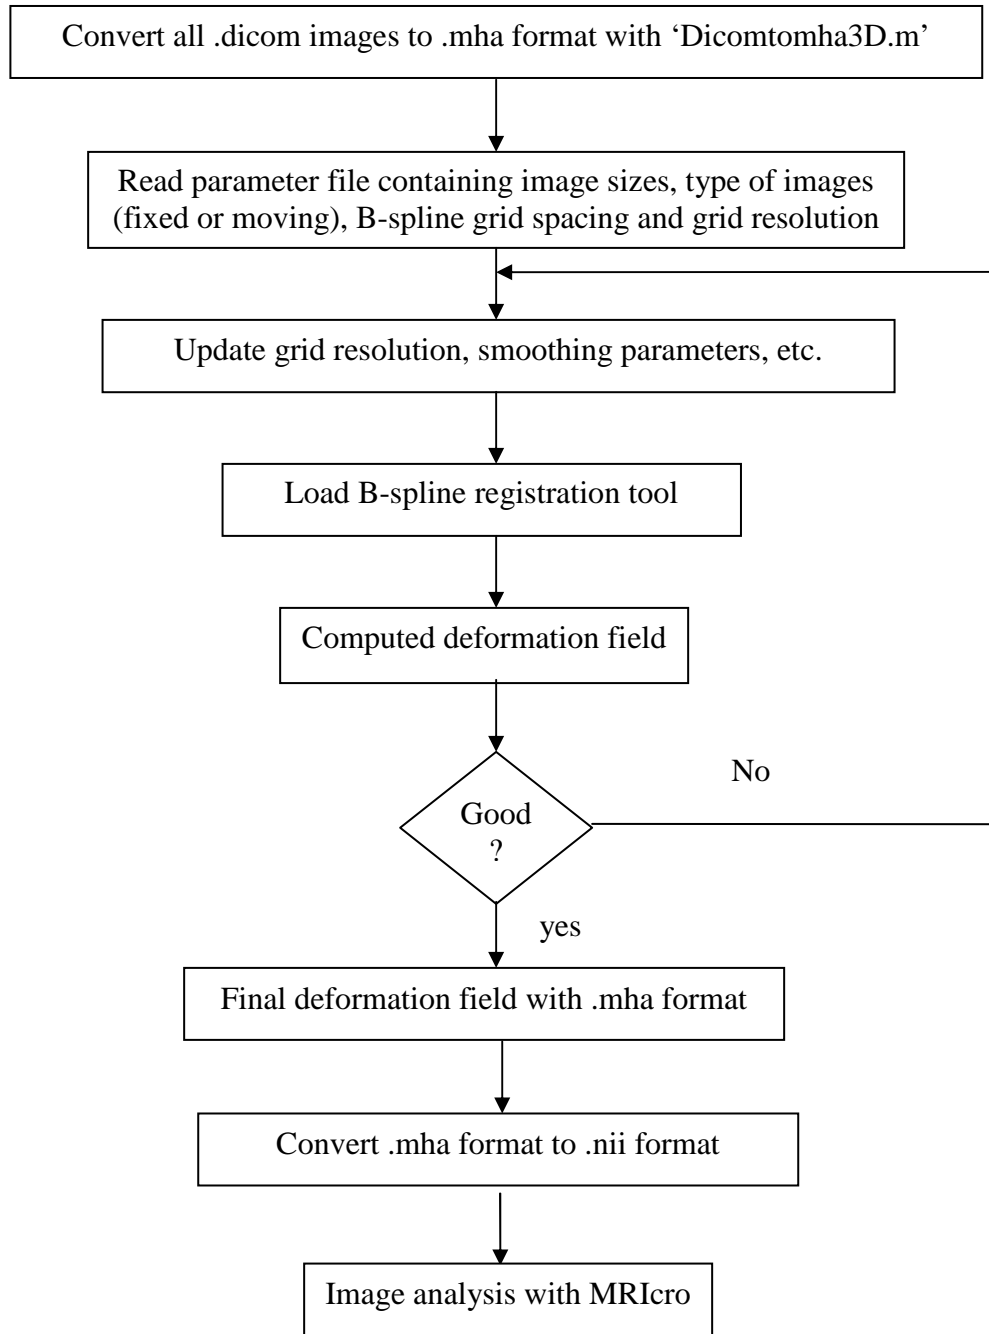 Convert all .dicom images to .mha format with ‘Dicomtomha3D.m’
Read parameter file containing image sizes, type of images
(fixed or moving), B-spline grid spacing and grid resolution
Update grid resolution, smoothing parameters, etc.
Load B-spline registration tool
Computed deformation field
Good
?
No
yes
Final deformation field with .mha format
Convert .mha format to .nii format
Image analysis with MRIcro